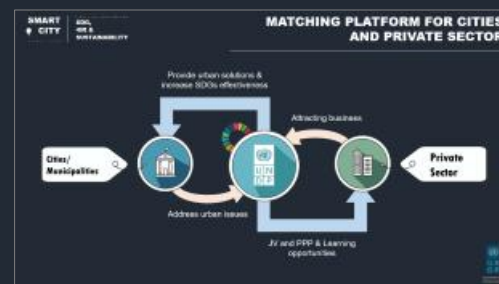 SMART
CITY
SDG,
4IR &
SUSTAINABILITY
MATCHING PLATFORM FOR CITIES
AND PRIVATE SECTOR
Provide urban solutions &
increase SDGs effectiveness
Attracting business
Cities/
Municipalities
U N
D P
Private
Sector
Address urban issues
JV and PPP & Learning
opportunities
U N
D P